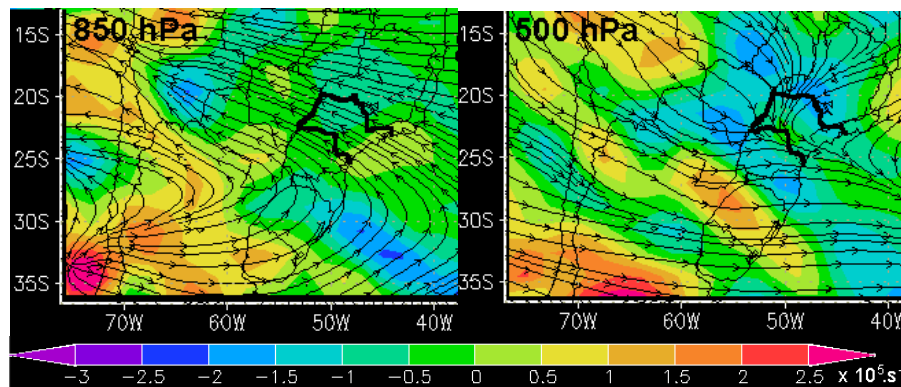 850 hPa 500 hPa
15S 15S
20S 20S
25S 25S
30S 30S
35S 35S
70W 60W 50W 40W 70W 60W 50W 40W
-3 -2.5 -2 -1.5 -1 -0.5 0 0.5 1 1.5 2 2.5 x 10⁵.s